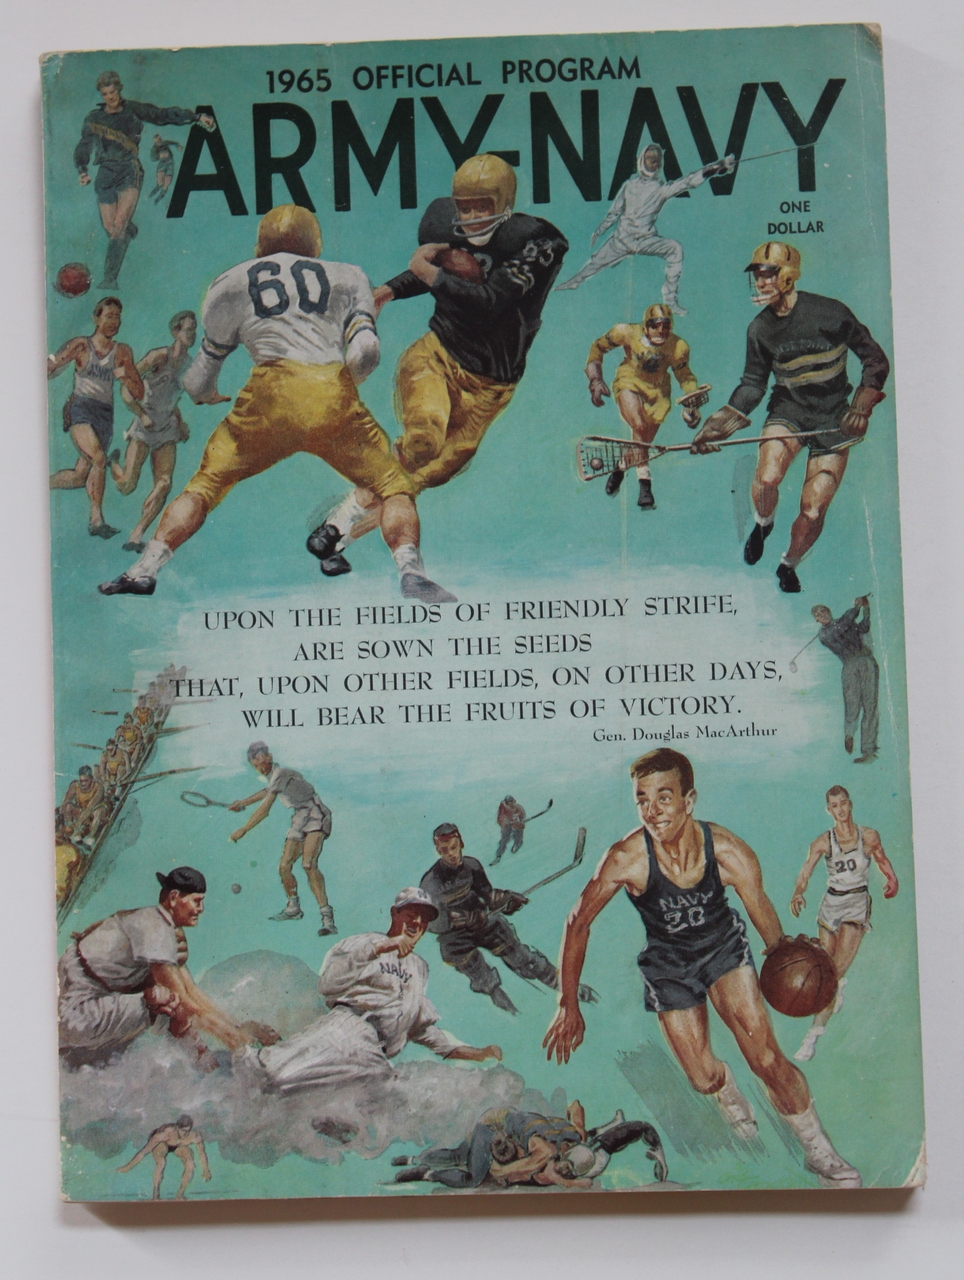 1965 OFFICIAL PROGRAM
ARMY-NAVY
ONE
DOLLAR
60
83
UPON THE FIELDS OF FRIENDLY STRIFE,
ARE SOWN THE SEEDS
THAT, UPON OTHER FIELDS, ON OTHER DAYS,
WILL BEAR THE FRUITS OF VICTORY.
Gen. Douglas MacArthur
20
NAVY
NAVY